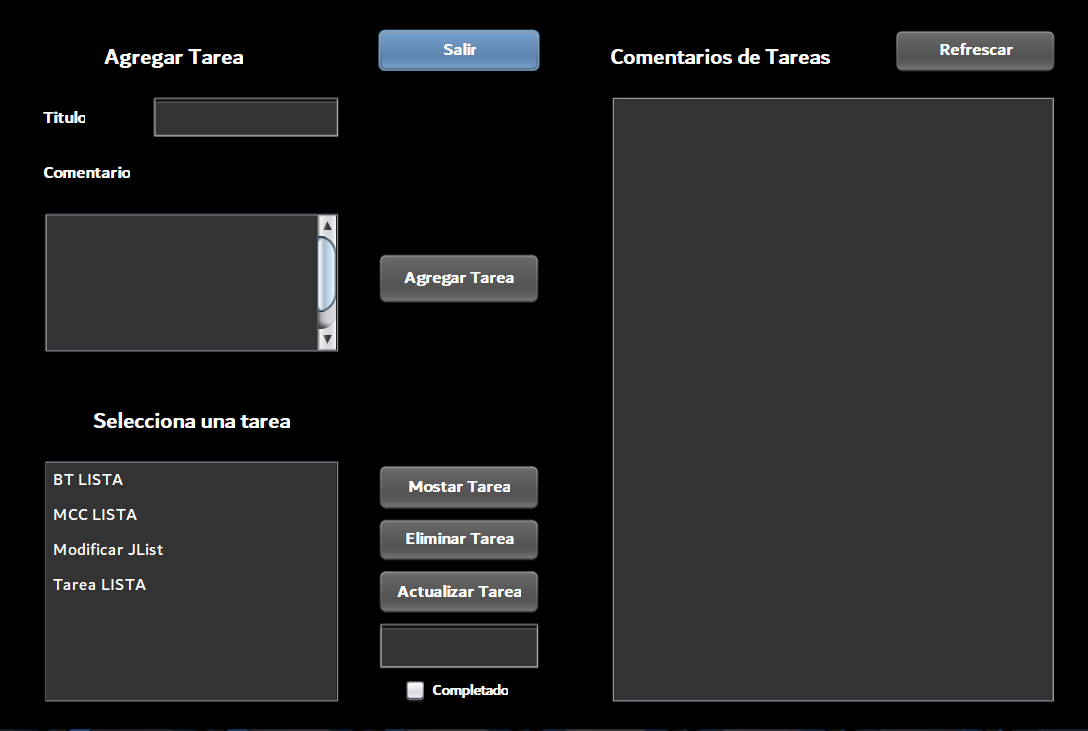 Agregar Tarea
Salir
Comentarios de Tareas
Refrescar
Titulo
Comentario
Agregar Tarea
Selecciona una tarea
BT LISTA
MCC LISTA
Modificar JList
Tarea LISTA
Mostar Tarea
Eliminar Tarea
Actualizar Tarea
Completado